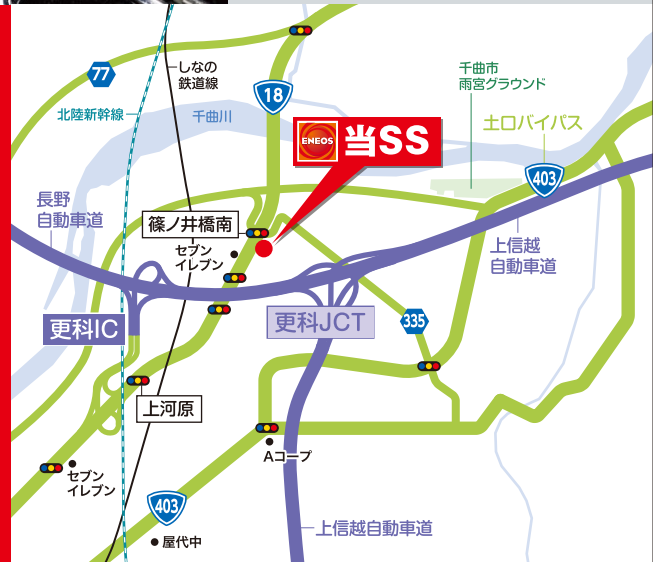 77
しなの
鉄道線
18
千曲市
雨宮グラウンド
北陸新幹線
千曲川
土口バイパス
ENEOS
当SS
403
長野
自動車道
篠ノ井橋南
セブン
イレブン
上信越
自動車道
更科IC
更科JCT
335
上河原
Aコープ
セブン
イレブン
403
上信越自動車道
屋代中